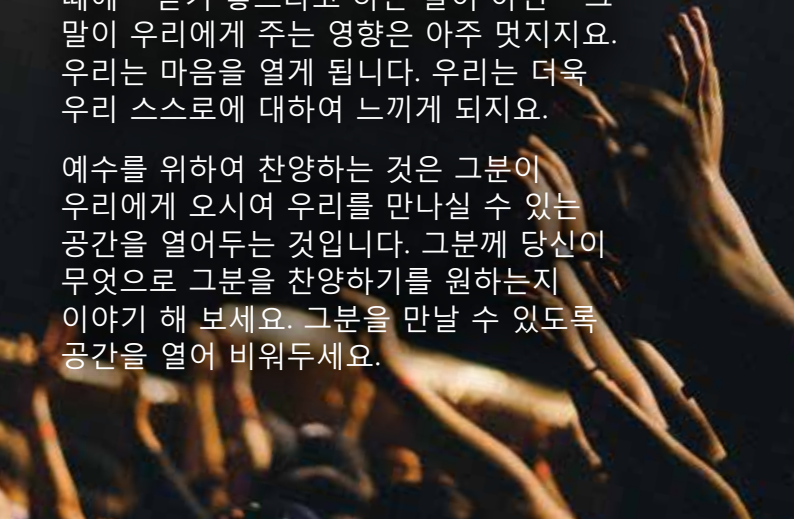 말이 우리에게 주는 영향은 아주 멋지지요.
우리는 마음을 열게 됩니다. 우리는 더욱
우리 스스로에 대하여 느끼게 되지요.
예수를 위하여 찬양하는 것은 그분이
우리에게 오시여 우리를 만나실 수 있는
공간을 열어두는 것입니다. 그분께 당신이
무엇으로 그분을 찬양하기를 원하는지
이야기 해 보세요. 그분을 만날 수 있도록
공간을 열어 비워두세요.